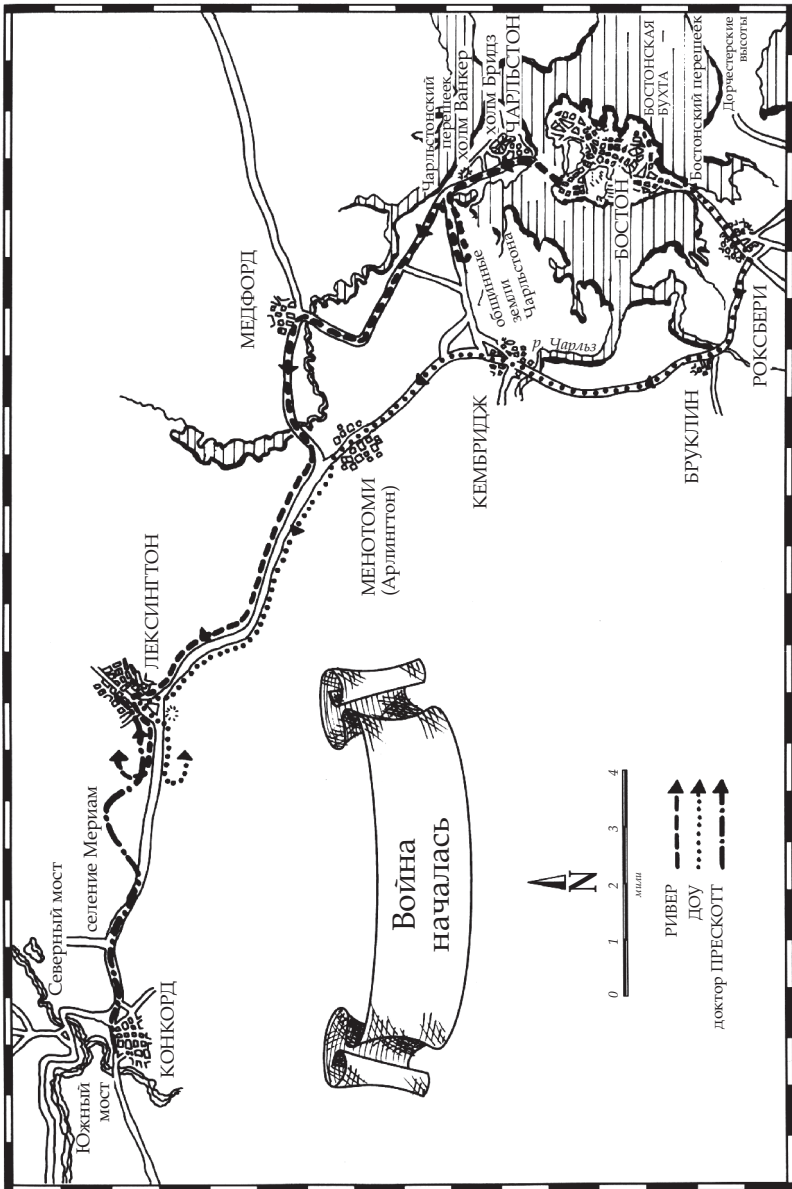 Северный мост
селение Мериам
Южный
мост
КОНКОРД
ЛЕКСИНГТОН
МЕНОТОМИ
(Арлингтон)
МЕДФОРД
КЕМБРИДЖ
р. Чарльз
общинные
земли
Чарльстона
Чарльстонский
перешеек
холм Ванкер
холм Бридз
ЧАРЛЬСТОН
БОСТОН
БОСТОНСКАЯ
БУХТА
Бостонский перешеек
Дорчестерские
высоты
РОКСБЕРИ
БРУКЛИН
Война
началась
N
0 1 2 3 4
мили
РИВЕР
ДОУ
доктор ПРЕСКОТТ